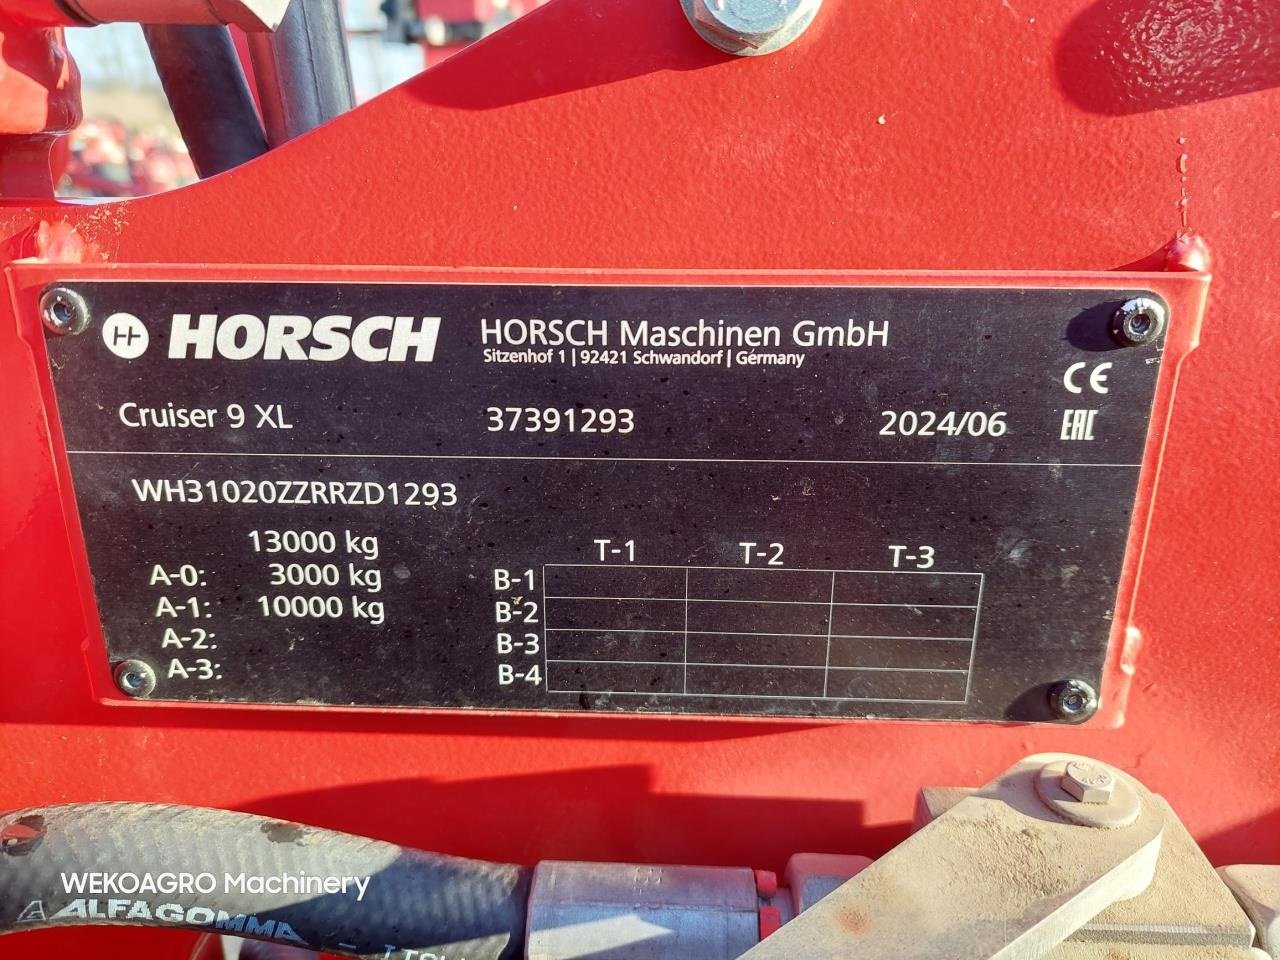 HORSCH
HORSCH Maschinen GmbH
Sitzenhof 1 | 92421 Schwandorf | Germany
CE
Cruiser 9 XL 37391293 2024/06 EAC
WH31020ZZRRZD1293
13000 kg
A-0: 3000 kg
A-1: 10000 kg
A-2:
A-3:
T-1 T-2 T-3
B-1
B-2
B-3
B-4
WEKOAGRO Machinery
ALFAGOMMA